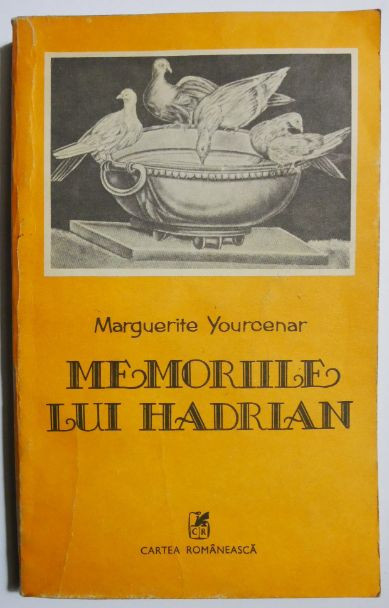 Marguerite Yourcenar
MEMORIILE
LUI HADRIAN
CR
CARTEA ROMÂNEASCĂ